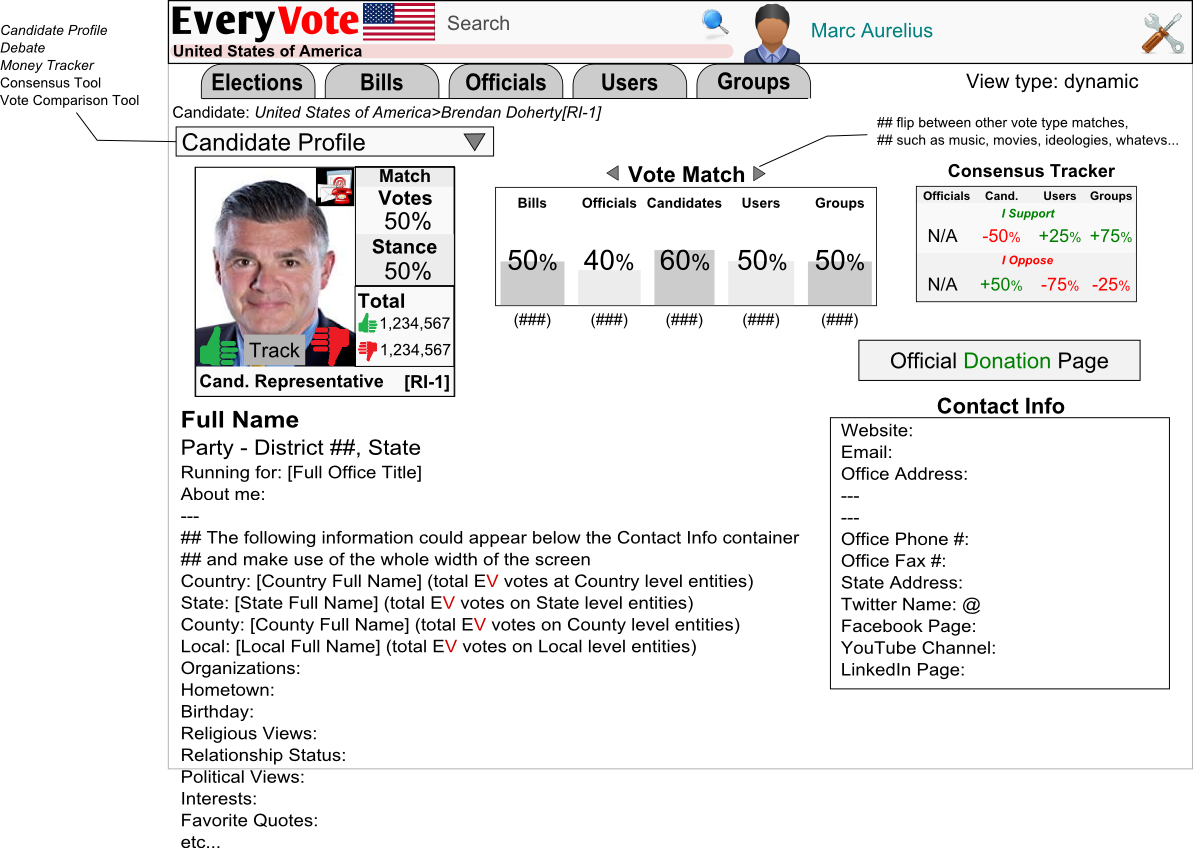 Candidate Profile
Debate
Money Tracker
Consensus Tool
Vote Comparison Tool
EveryVote
Search
Marc Aurelius
United States of America
Elections
Bills
Officials
Users
Groups
View type: dynamic
Candidate: United States of America>Brendan Doherty[RI-1]
Candidate Profile
## flip between other vote type matches,
## such as music, movies, ideologies, whatevs...
Match
Votes
50%
Stance
50%
Total
1,234,567
1,234,567
Track
Cand. Representative [RI-1]
Vote Match
Bills Officials Candidates Users Groups
50% 40% 60% 50% 50%
(###) (###) (###) (###) (###)
Consensus Tracker
Officials Cand. Users Groups
I Support
N/A -50% +25% +75%
I Oppose
N/A +50% -75% -25%
Official Donation Page
Full Name
Party - District ##, State
Running for: [Full Office Title]
About me:
---
## The following information could appear below the Contact Info container
## and make use of the whole width of the screen
Country: [Country Full Name] (total EV votes at Country level entities)
State: [State Full Name] (total EV votes on State level entities)
County: [County Full Name] (total EV votes on County level entities)
Local: [Local Full Name] (total EV votes on Local level entities)
Organizations:
Hometown:
Birthday:
Religious Views:
Relationship Status:
Political Views:
Interests:
Favorite Quotes:
etc...
Contact Info
Website:
Email:
Office Address:
---
---
Office Phone #:
Office Fax #:
State Address:
Twitter Name: @
Facebook Page:
YouTube Channel:
LinkedIn Page: